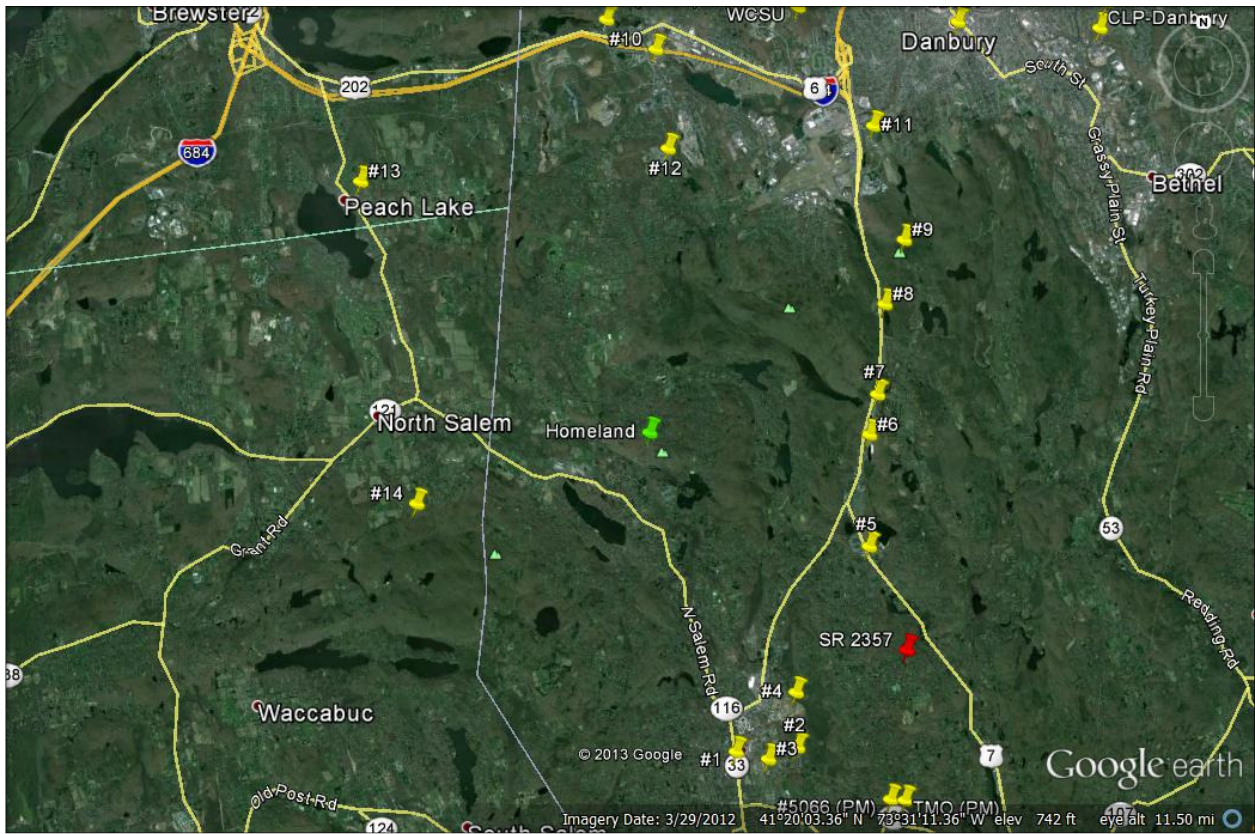 Brewster
WCSU
CLP-Danbury
N
#10
Danbury
South St
202
6
#11
684
#12
#13
Grassy Plain St
302
Bethel
Peach Lake
#9
#8
Turkey Plain Rd
#7
121
North Salem
Homeland
#6
#14
#5
Grant Rd
53
Redding Rd
N Salem Rd
SR 2357
#4
116
Waccabuc
#2
© 2013 Google
#1
33
#3
7
Google earth
Old Post Rd
#5066 (PM)
TMO (PM)
107
124
South Salem
Imagery Date: 3/29/2012 41°20'03.36" N 73°31'11.36" W elev 742 ft eye alt 11.50 mi